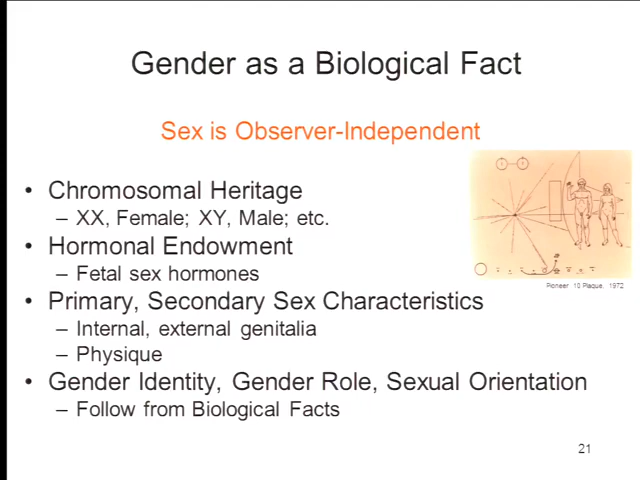 Gender as a Biological Fact
Sex is Observer-Independent
• Chromosomal Heritage
– XX, Female; XY, Male; etc.
• Hormonal Endowment
– Fetal sex hormones
Pioneer 10 Plaque, 1972
• Primary, Secondary Sex Characteristics
– Internal, external genitalia
– Physique
• Gender Identity, Gender Role, Sexual Orientation
– Follow from Biological Facts
21